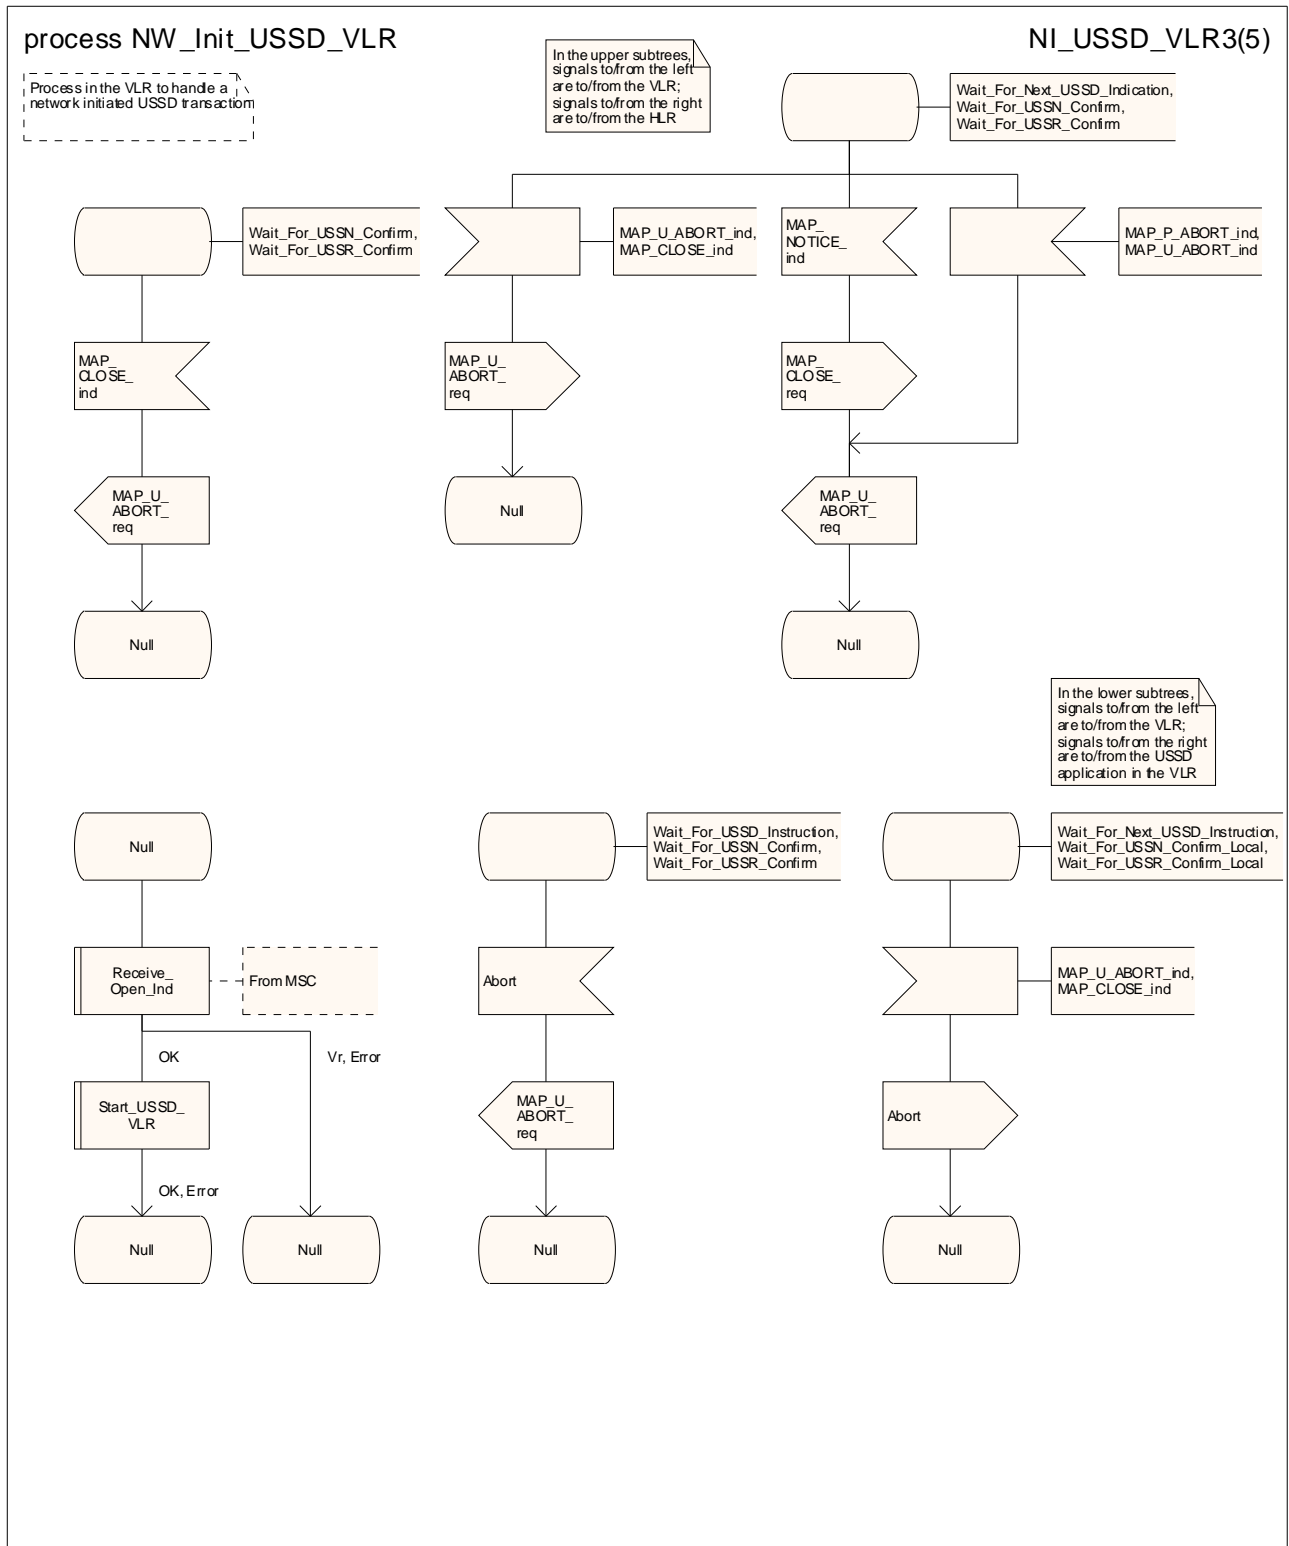 process NW_Init_USSD_VLR
NI_USSD_VLR3(5)
Process in the VLR to handle a
network initiated USSD transaction
In the upper subtrees,
signals to/from the left
are to/from the VLR;
signals to/from the right
are to/from the HLR
Wait_For_Next_USSD_Indication,
Wait_For_USSN_Confirm,
Wait_For_USSR_Confirm
Wait_For_USSN_Confirm,
Wait_For_USSR_Confirm
MAP_U_ABORT_ind,
MAP_CLOSE_ind
MAP_
NOTICE_
ind
MAP_P_ABORT_ind,
MAP_U_ABORT_ind
MAP_
CLOSE_
ind
MAP_U_
ABORT_
req
MAP_
CLOSE_
req
MAP_U_
ABORT_
req
Null
MAP_U_
ABORT_
req
Null
Null
In the lower subtrees,
signals to/from the left
are to/from the VLR;
signals to/from the right
are to/from the USSD
application in the VLR
Null
Wait_For_USSD_Instruction,
Wait_For_USSN_Confirm,
Wait_For_USSR_Confirm
Wait_For_Next_USSD_Instruction,
Wait_For_USSN_Confirm_Local,
Wait_For_USSR_Confirm_Local
Receive_
Open_Ind
From MSC
Abort
MAP_U_ABORT_ind,
MAP_CLOSE_ind
OK
Vr, Error
Start_USSD_
VLR
MAP_U_
ABORT_
req
Abort
OK, Error
Null
Null
Null
Null